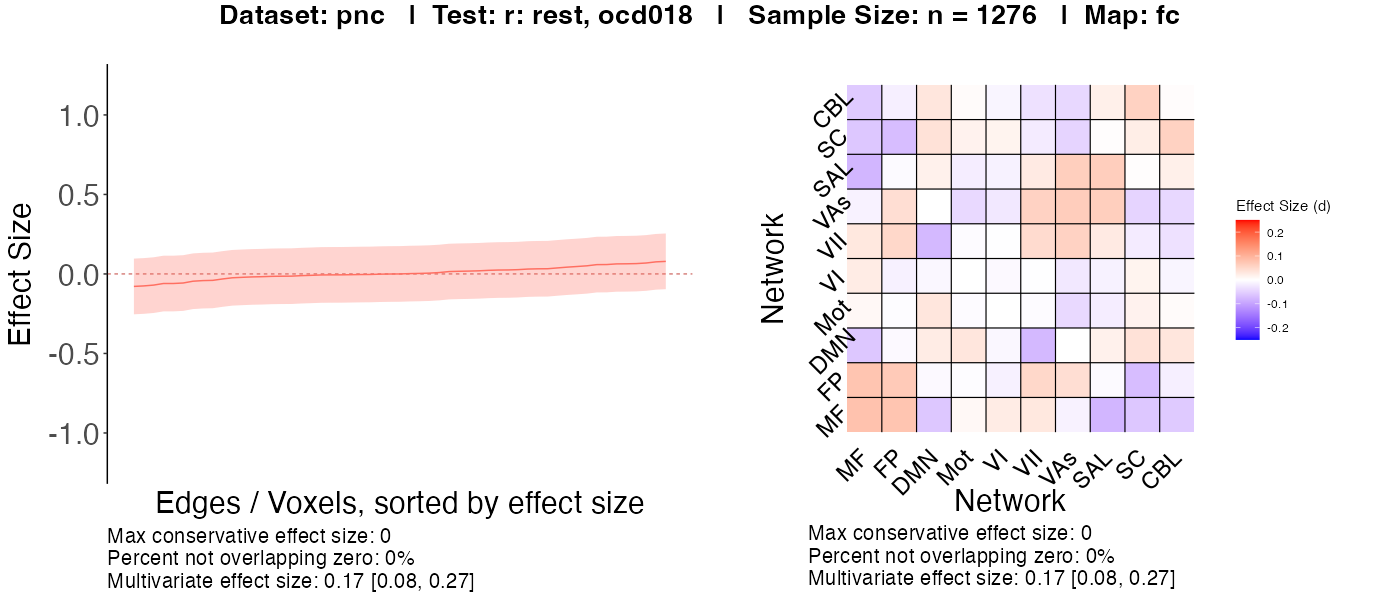 Dataset: pnc | Test: r: rest, ocd018 | Sample Size: n = 1276 | Map: fc
Effect Size
1.0
0.5
0.0
-0.5
-1.0
Edges / Voxels, sorted by effect size
Max conservative effect size: 0
Percent not overlapping zero: 0%
Multivariate effect size: 0.17 [0.08, 0.27]
Network
CBL
SC
SAL
VAs
VII
VI
Mot
DMN
FP
MF
MF
FP
DMN
Mot
VI
VII
VAs
SAL
SC
CBL
Network
Max conservative effect size: 0
Percent not overlapping zero: 0%
Multivariate effect size: 0.17 [0.08, 0.27]
Effect Size (d)
0.2
0.1
0.0
-0.1
-0.2